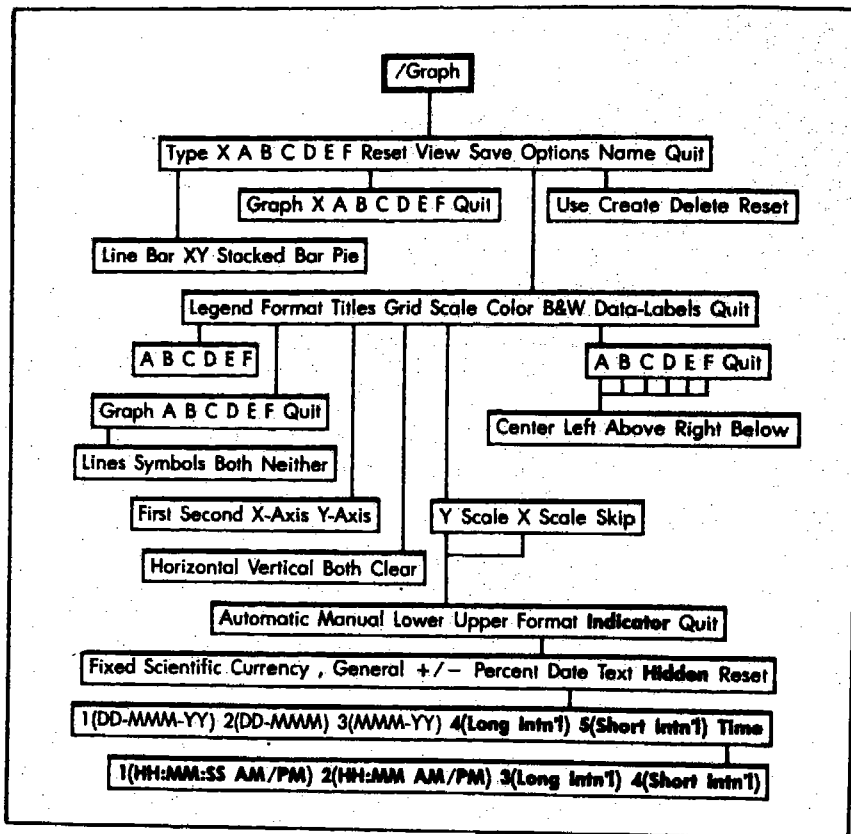 /Graph
Type X A B C D E F Reset View Save Options Name Quit
Graph X A B C D E F Quit
Use Create Delete Reset
Line Bar XY Stacked Bar Pie
Legend Format Titles Grid Scale Color B&W Data-Labels Quit
A B C D E F
A B C D E F Quit
Graph A B C D E F Quit
Center Left Above Right Below
Lines Symbols Both Neither
First Second X-Axis Y-Axis
Y Scale X Scale Skip
Horizontal Vertical Both Clear
Automatic Manual Lower Upper Format Indicator Quit
Fixed Scientific Currency , General +/− Percent Date Text Hidden Reset
1(DD-MMM-YY) 2(DD-MMM) 3(MMM-YY) 4(Long Intn'l) 5(Short Intn'l) Time
1(HH:MM:SS AM/PM) 2(HH:MM AM/PM) 3(Long Intn'l) 4(Short Intn'l)